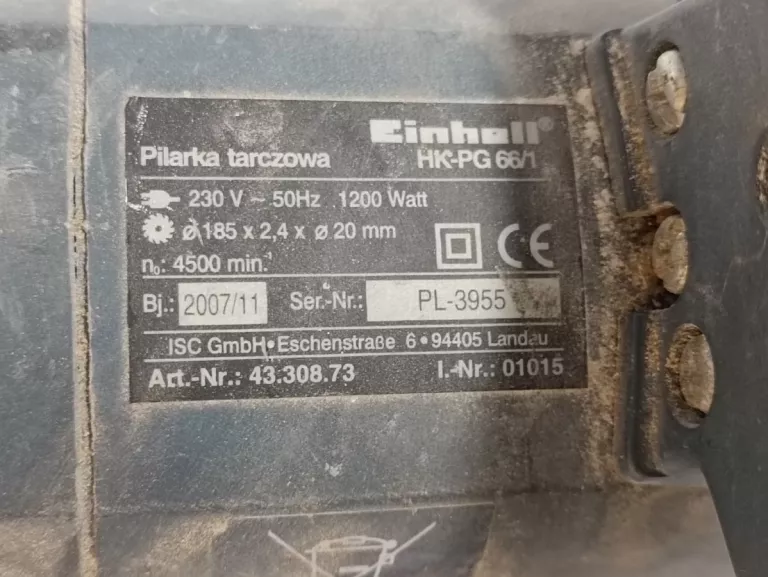 Einhell®
Pilarka tarczowa HK-PG 66/1
230 V ~ 50Hz 1200 Watt
ø 185 x 2,4 x ø 20 mm
CE
n₀: 4500 min.⁻¹
Bj.: 2007/11 Ser.-Nr.: PL-3955
ISC GmbH•Eschenstraße 6•94405 Landau
Art.-Nr.: 43.308.73 I.-Nr.: 01015